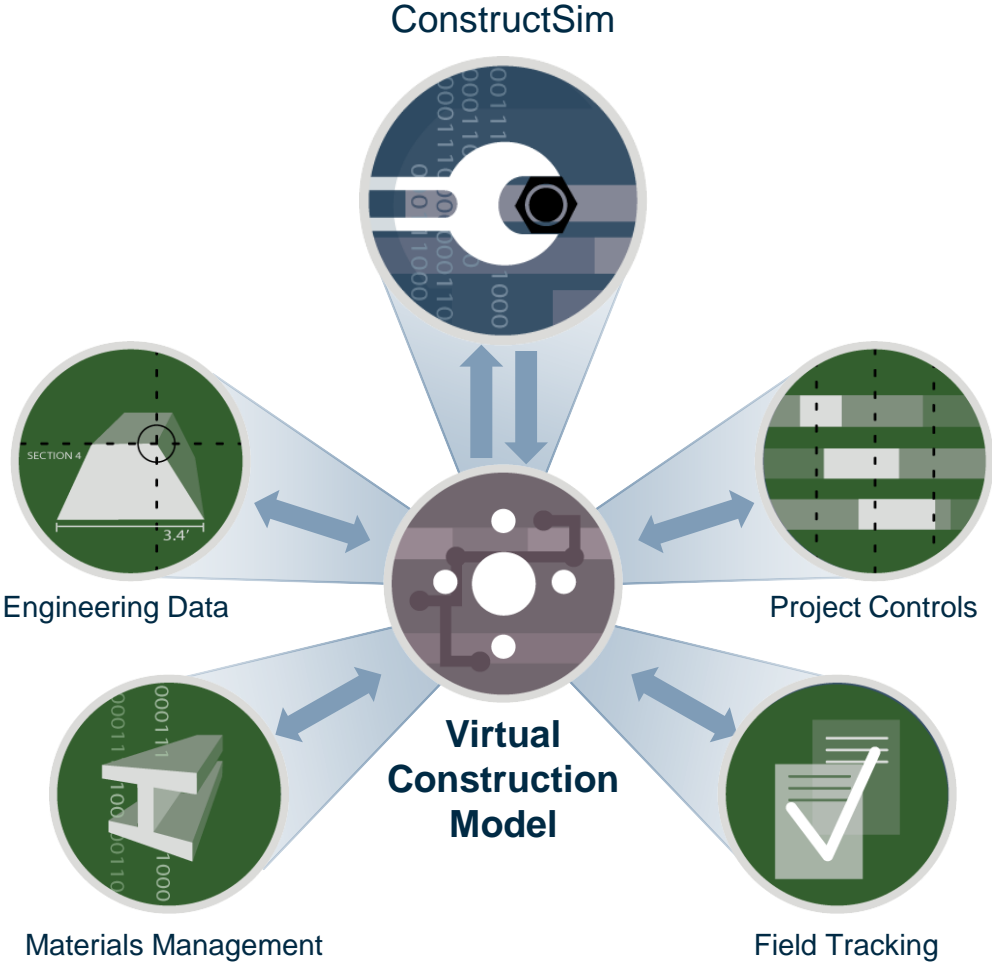 ConstructSim
SECTION 4
3.4'
Engineering Data
Project Controls
Virtual
Construction
Model
Materials Management
Field Tracking